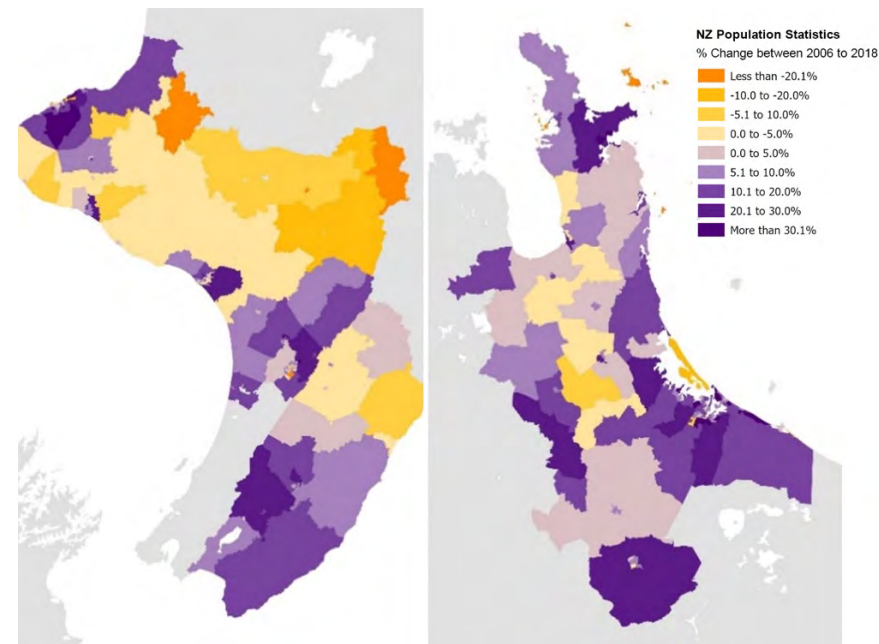 NZ Population Statistics
% Change between 2006 to 2018
Less than -20.1%
-10.0 to -20.0%
-5.1 to 10.0%
0.0 to -5.0%
0.0 to 5.0%
5.1 to 10.0%
10.1 to 20.0%
20.1 to 30.0%
More than 30.1%